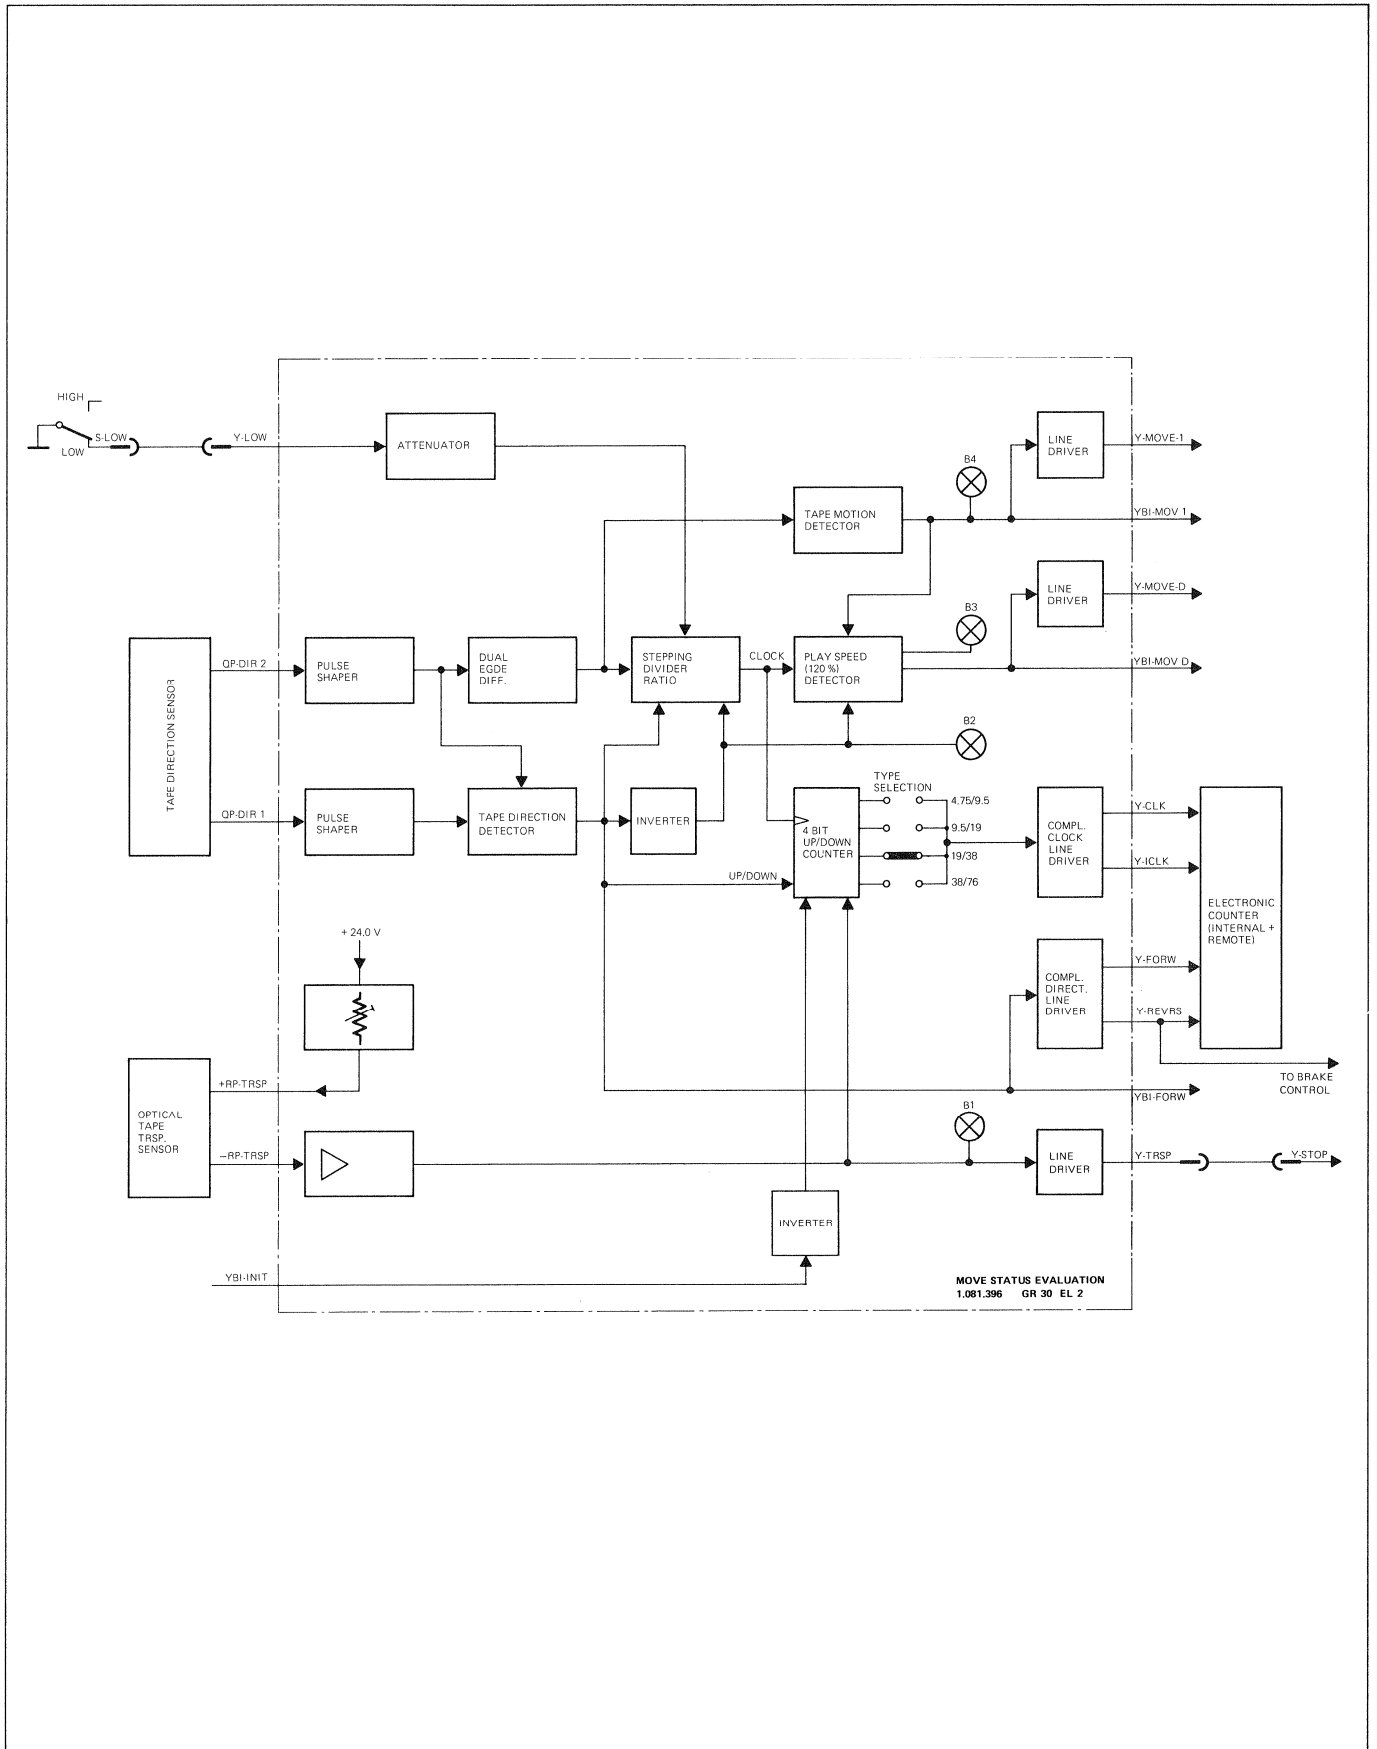 HIGH
S-LOW
LOW
Y-LOW
ATTENUATOR
LINE
DRIVER
Y-MOVE-1
B4
TAPE MOTION
DETECTOR
YBI-MOV 1
LINE
DRIVER
Y-MOVE-D
B3
TAPE DIRECTION SENSOR
QP-DIR 2
PULSE
SHAPER
DUAL
EGDE
DIFF.
STEPPING
DIVIDER
RATIO
CLOCK
PLAY SPEED
(120 %)
DETECTOR
YBI-MOV D
B2
QP-DIR 1
PULSE
SHAPER
TAPE DIRECTION
DETECTOR
INVERTER
TYPE
SELECTION
4 BIT
UP/DOWN
COUNTER
4.75/9.5
9.5/19
19/38
38/76
UP/DOWN
COMPL.
CLOCK
LINE
DRIVER
Y-CLK
Y-ICLK
ELECTRONIC
COUNTER
(INTERNAL +
REMOTE)
+ 24.0 V
COMPL.
DIRECT.
LINE
DRIVER
Y-FORW
Y-REVRS
TO BRAKE
CONTROL
YBI-FORW
OPTICAL
TAPE
TRSP.
SENSOR
+RP-TRSP
−RP-TRSP
B1
LINE
DRIVER
Y-TRSP
Y-STOP
INVERTER
YBI-INIT
MOVE STATUS EVALUATION
1.081.396 GR 30 EL 2